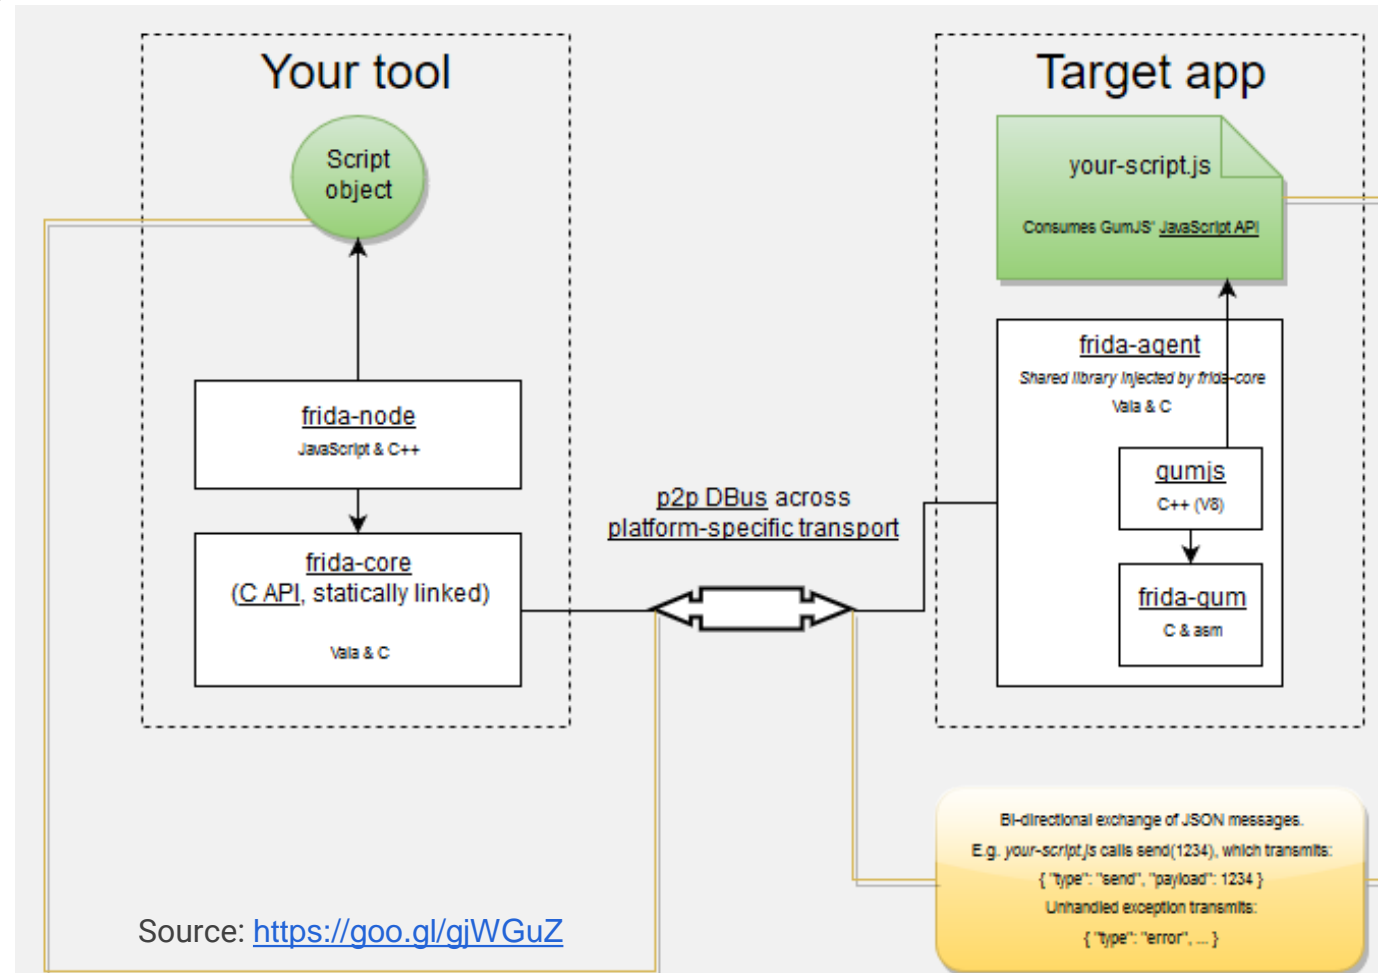 Your tool
Script
object
frida-node
JavaScript & C++
frida-core
(C API, statically linked)
Vala & C
p2p DBus across
platform-specific transport
Target app
your-script.js
Consumes GumJS' JavaScript API
frida-agent
Shared library injected by frida-core
Vala & C
gumjs
C++ (V8)
frida-gum
C & asm
Bi-directional exchange of JSON messages.
E.g. your-script.js calls send(1234), which transmits:
{ "type": "send", "payload": 1234 }
Unhandled exception transmits:
{ "type": "error", ... }
Source: https://goo.gl/gjWGuZ